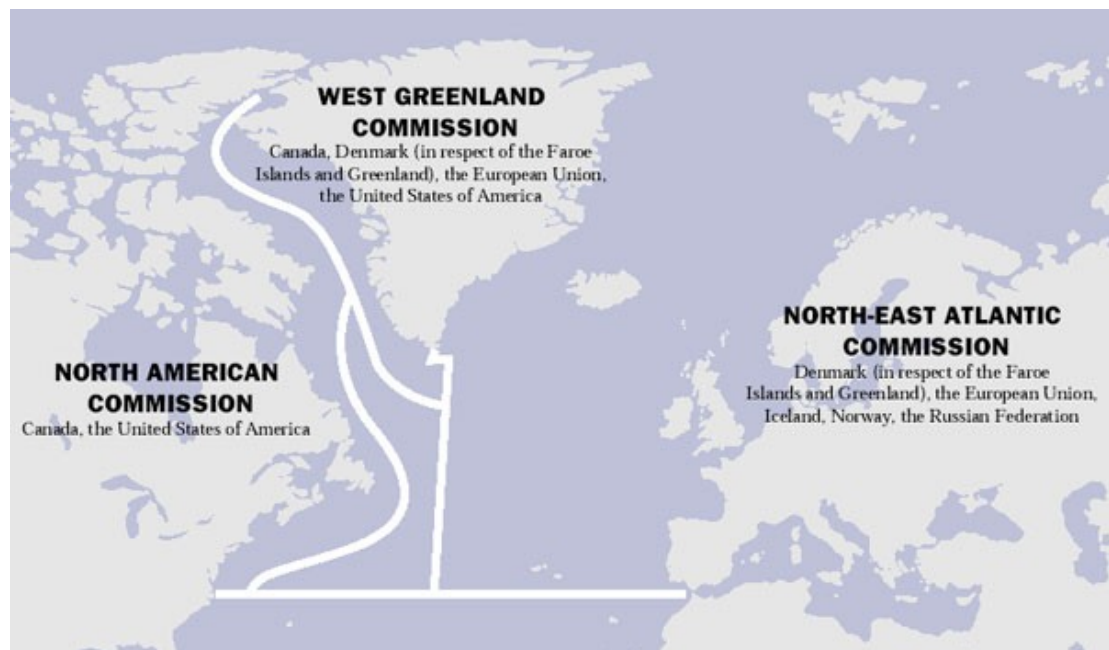 WEST GREENLAND
COMMISSION
Canada, Denmark (in respect of the Faroe
Islands and Greenland), the European Union,
the United States of America
NORTH-EAST ATLANTIC
COMMISSION
Denmark (in respect of the Faroe
Islands and Greenland), the European Union,
Iceland, Norway, the Russian Federation
NORTH AMERICAN
COMMISSION
Canada, the United States of America